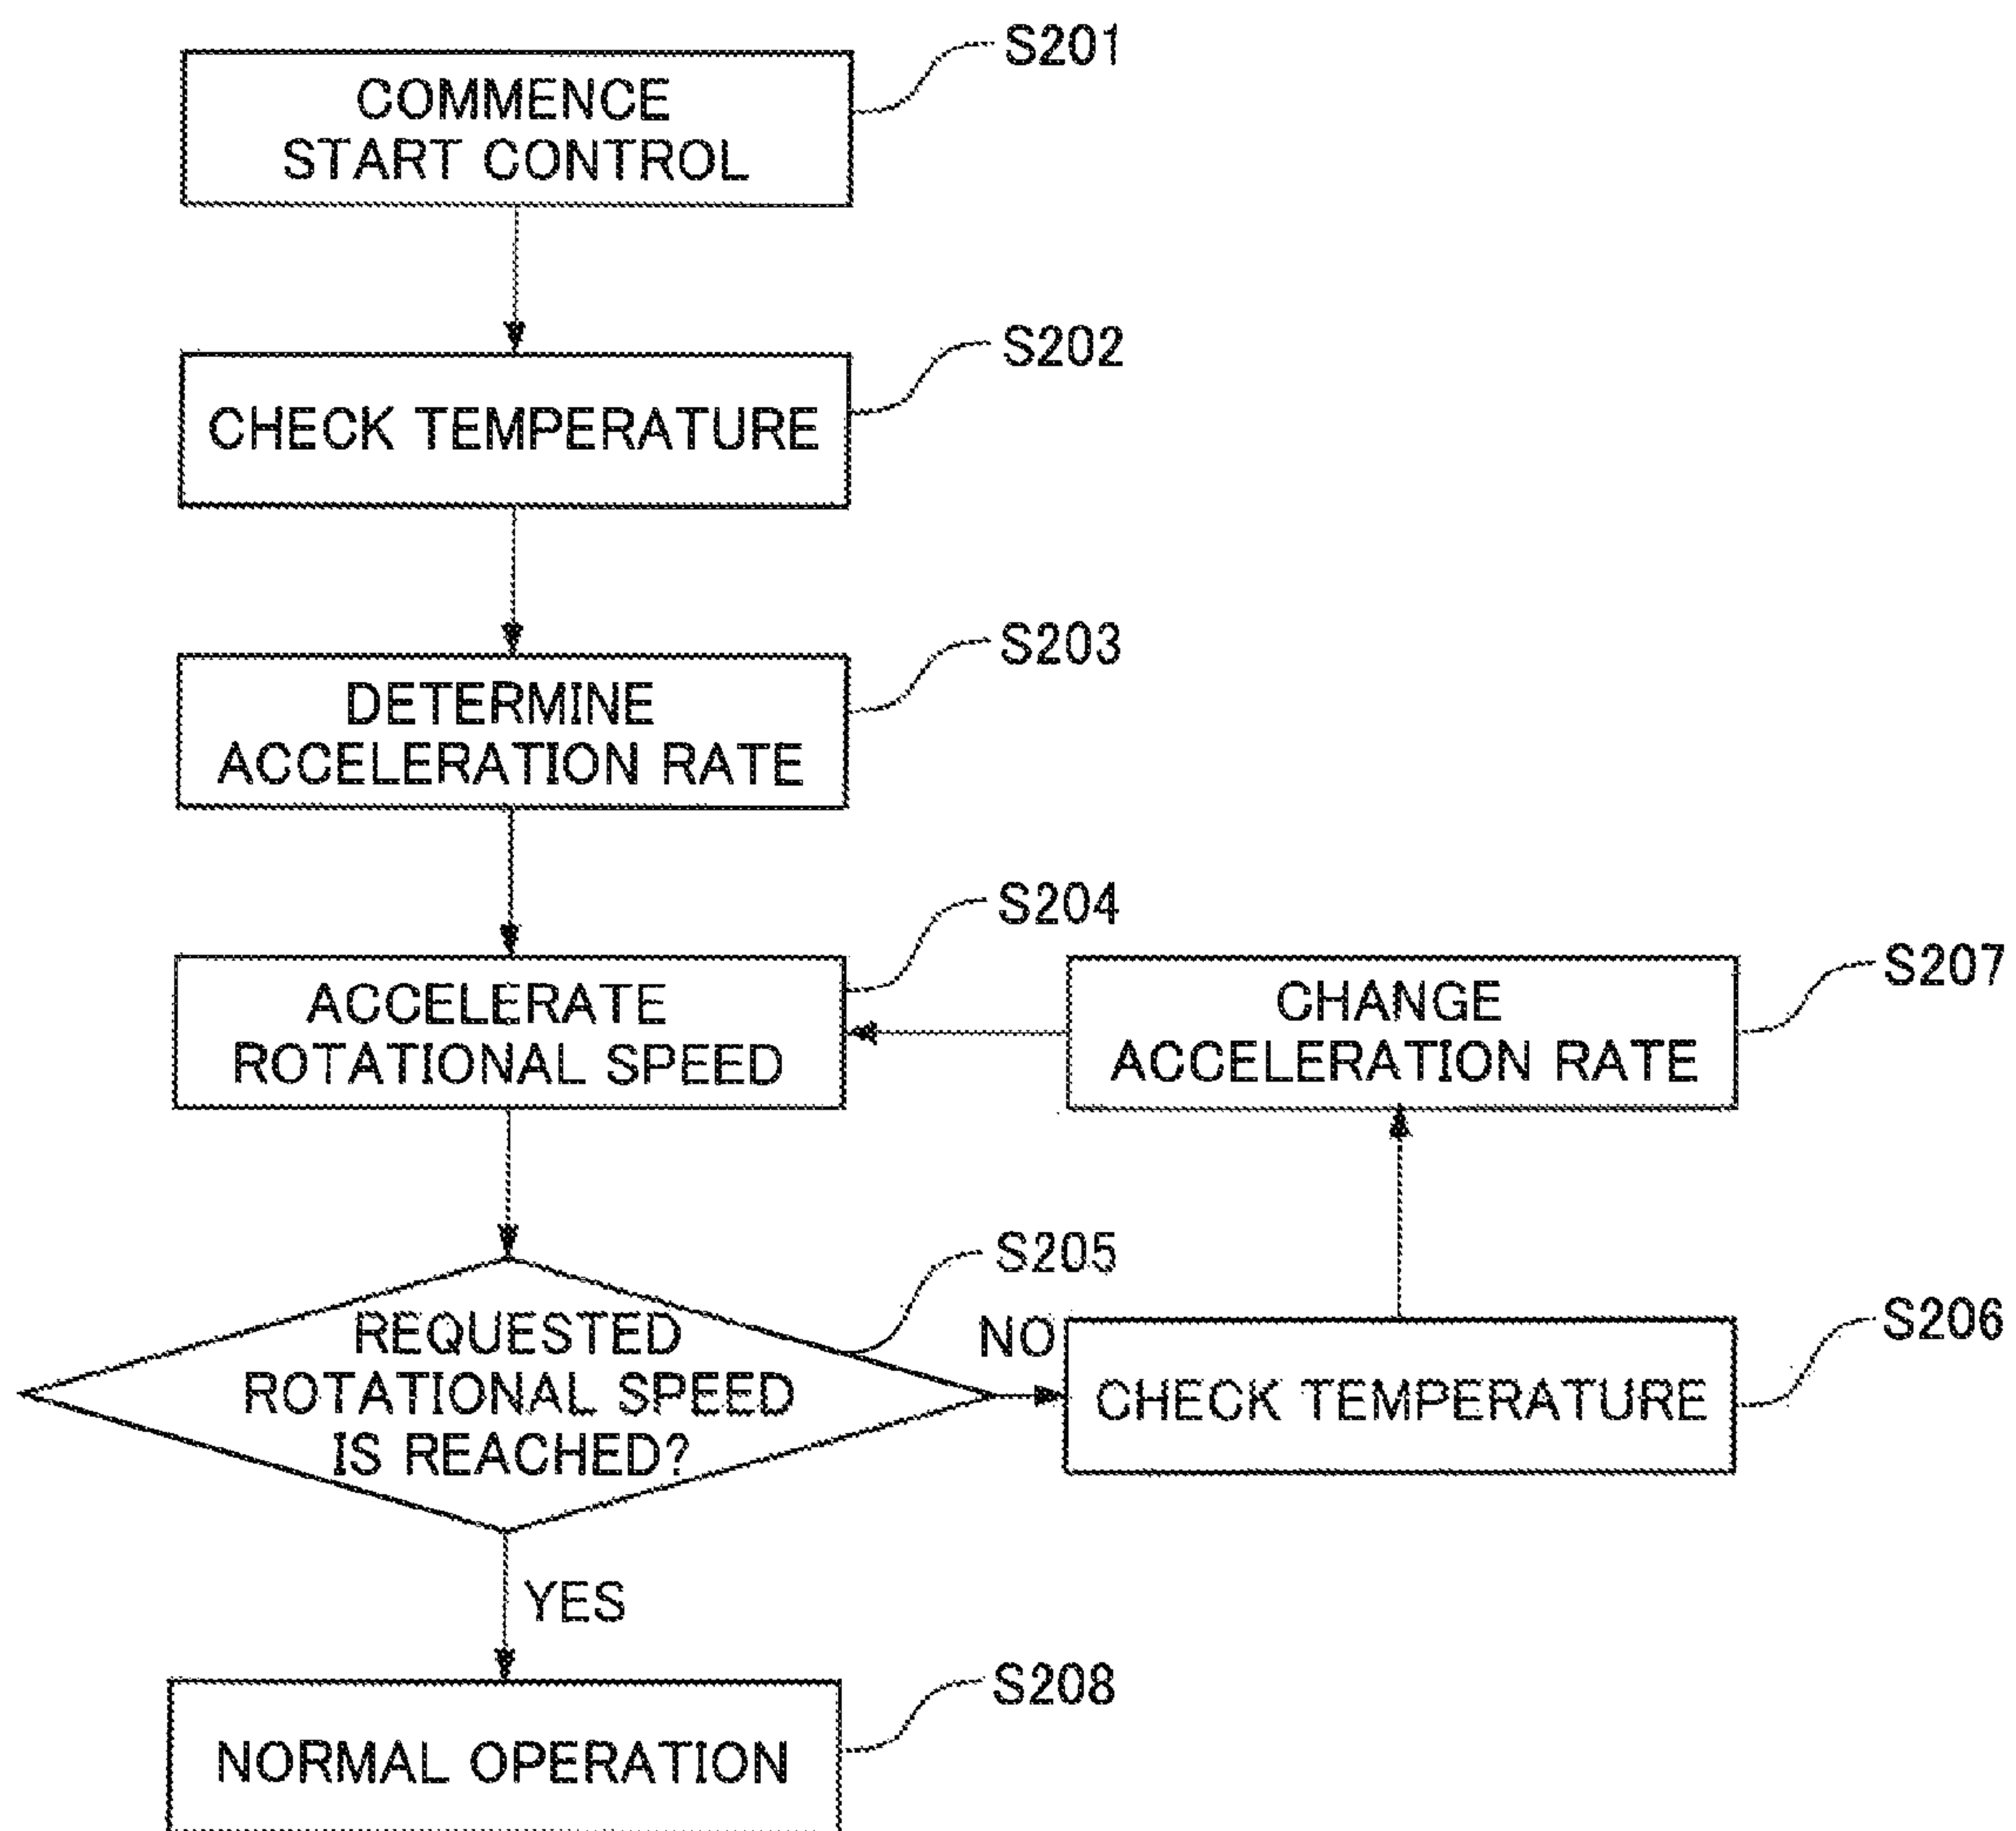 S201
COMMENCE
START CONTROL
S202
CHECK TEMPERATURE
S203
DETERMINE
ACCELERATION RATE
S204
ACCELERATE
ROTATIONAL SPEED
S207
CHANGE
ACCELERATION RATE
S205
REQUESTED
ROTATIONAL SPEED
IS REACHED?
NO
S206
CHECK TEMPERATURE
YES
S208
NORMAL OPERATION